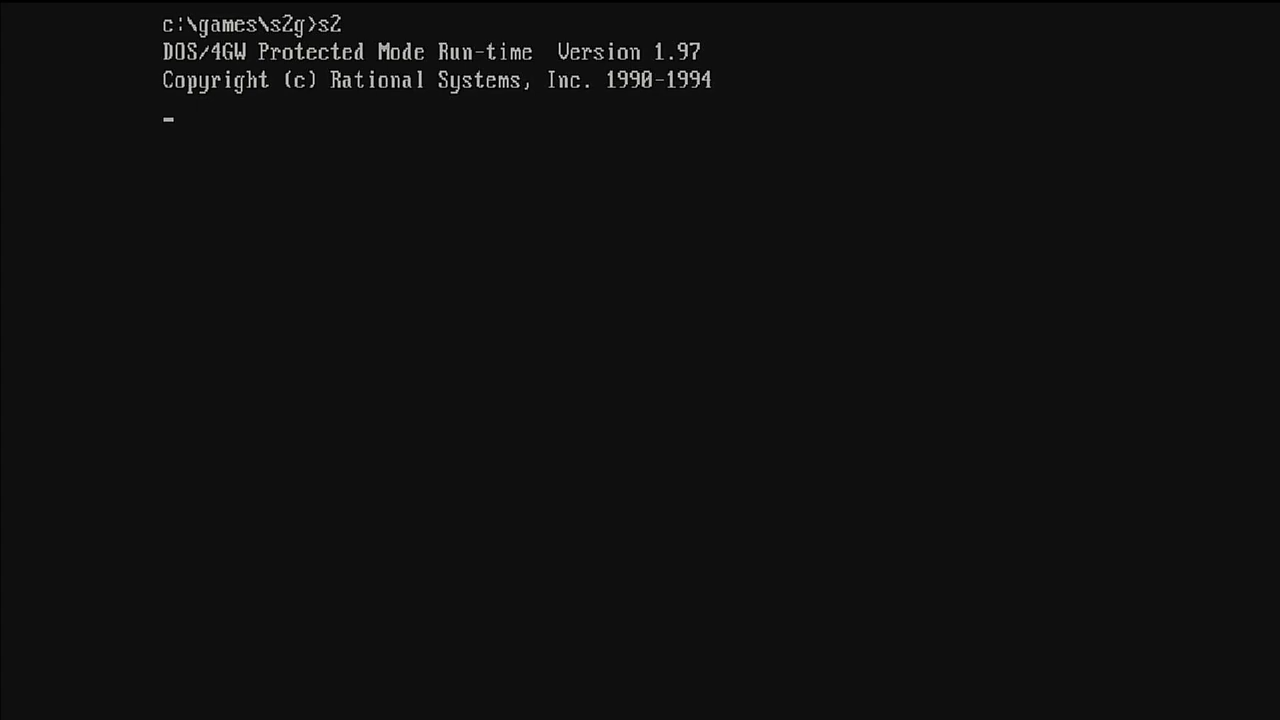 c:\games\s2g>s2
DOS/4GW Protected Mode Run-time  Version 1.97
Copyright (c) Rational Systems, Inc. 1990-1994